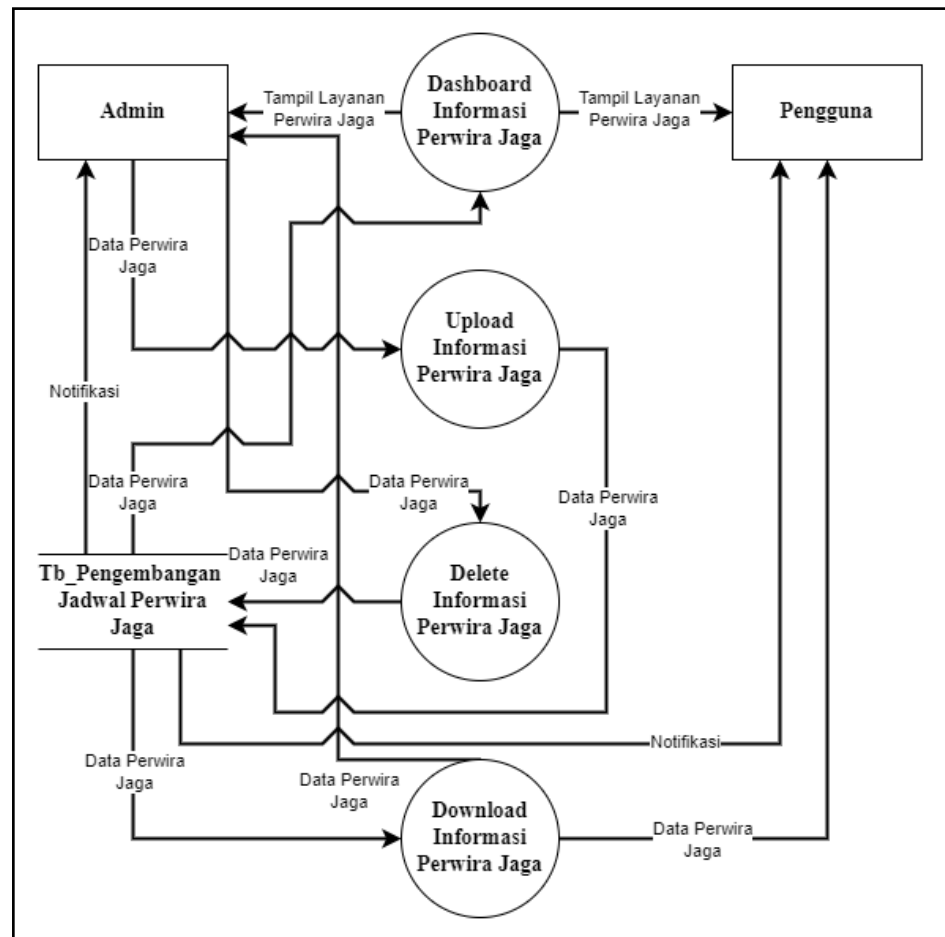 Admin
Tampil Layanan
Perwira Jaga
Dashboard
Informasi
Perwira Jaga
Tampil Layanan
Perwira Jaga
Pengguna
Data Perwira
Jaga
Upload
Informasi
Perwira Jaga
Notifikasi
Data Perwira
Jaga
Data Perwira
Jaga
Data Perwira
Jaga
Tb_Pengembangan
Jadwal Perwira
Jaga
Data Perwira
Jaga
Delete
Informasi
Perwira Jaga
Notifikasi
Data Perwira
Jaga
Data Perwira
Jaga
Download
Informasi
Perwira Jaga
Data Perwira
Jaga